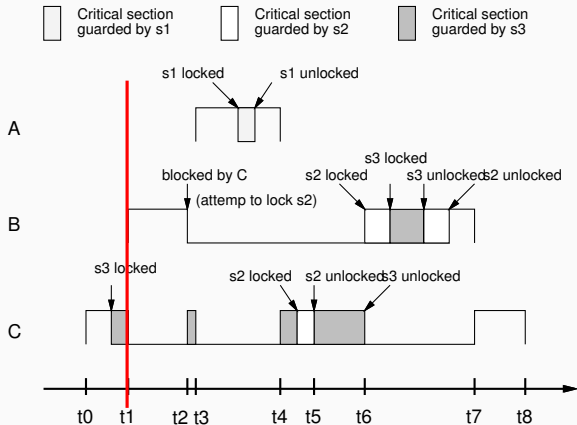 Critical section
guarded by s1
Critical section
guarded by s2
Critical section
guarded by s3
s1 locked
s1 unlocked
A
s3 locked
blocked by C
s2 locked
s3 unlocked
s2 unlocked
(attemp to lock s2)
B
s3 locked
s2 locked
s2 unlocked
s3 unlocked
C
t0 t1 t2 t3 t4 t5 t6 t7 t8